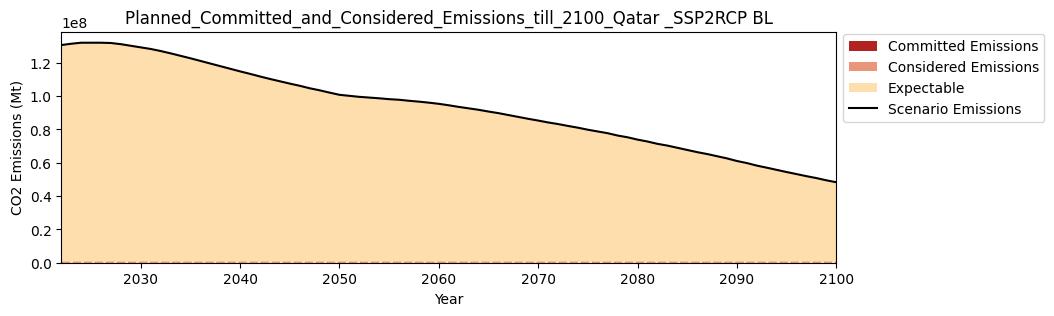 Planned_Committed_and_Considered_Emissions_till_2100_Qatar _SSP2RCP BL
1e8
1.2
1.0
0.8
0.6
0.4
0.2
0.0
CO2 Emissions (Mt)
2030 2040 2050 2060 2070 2080 2090 2100
Year
Committed Emissions
Considered Emissions
Expectable
Scenario Emissions